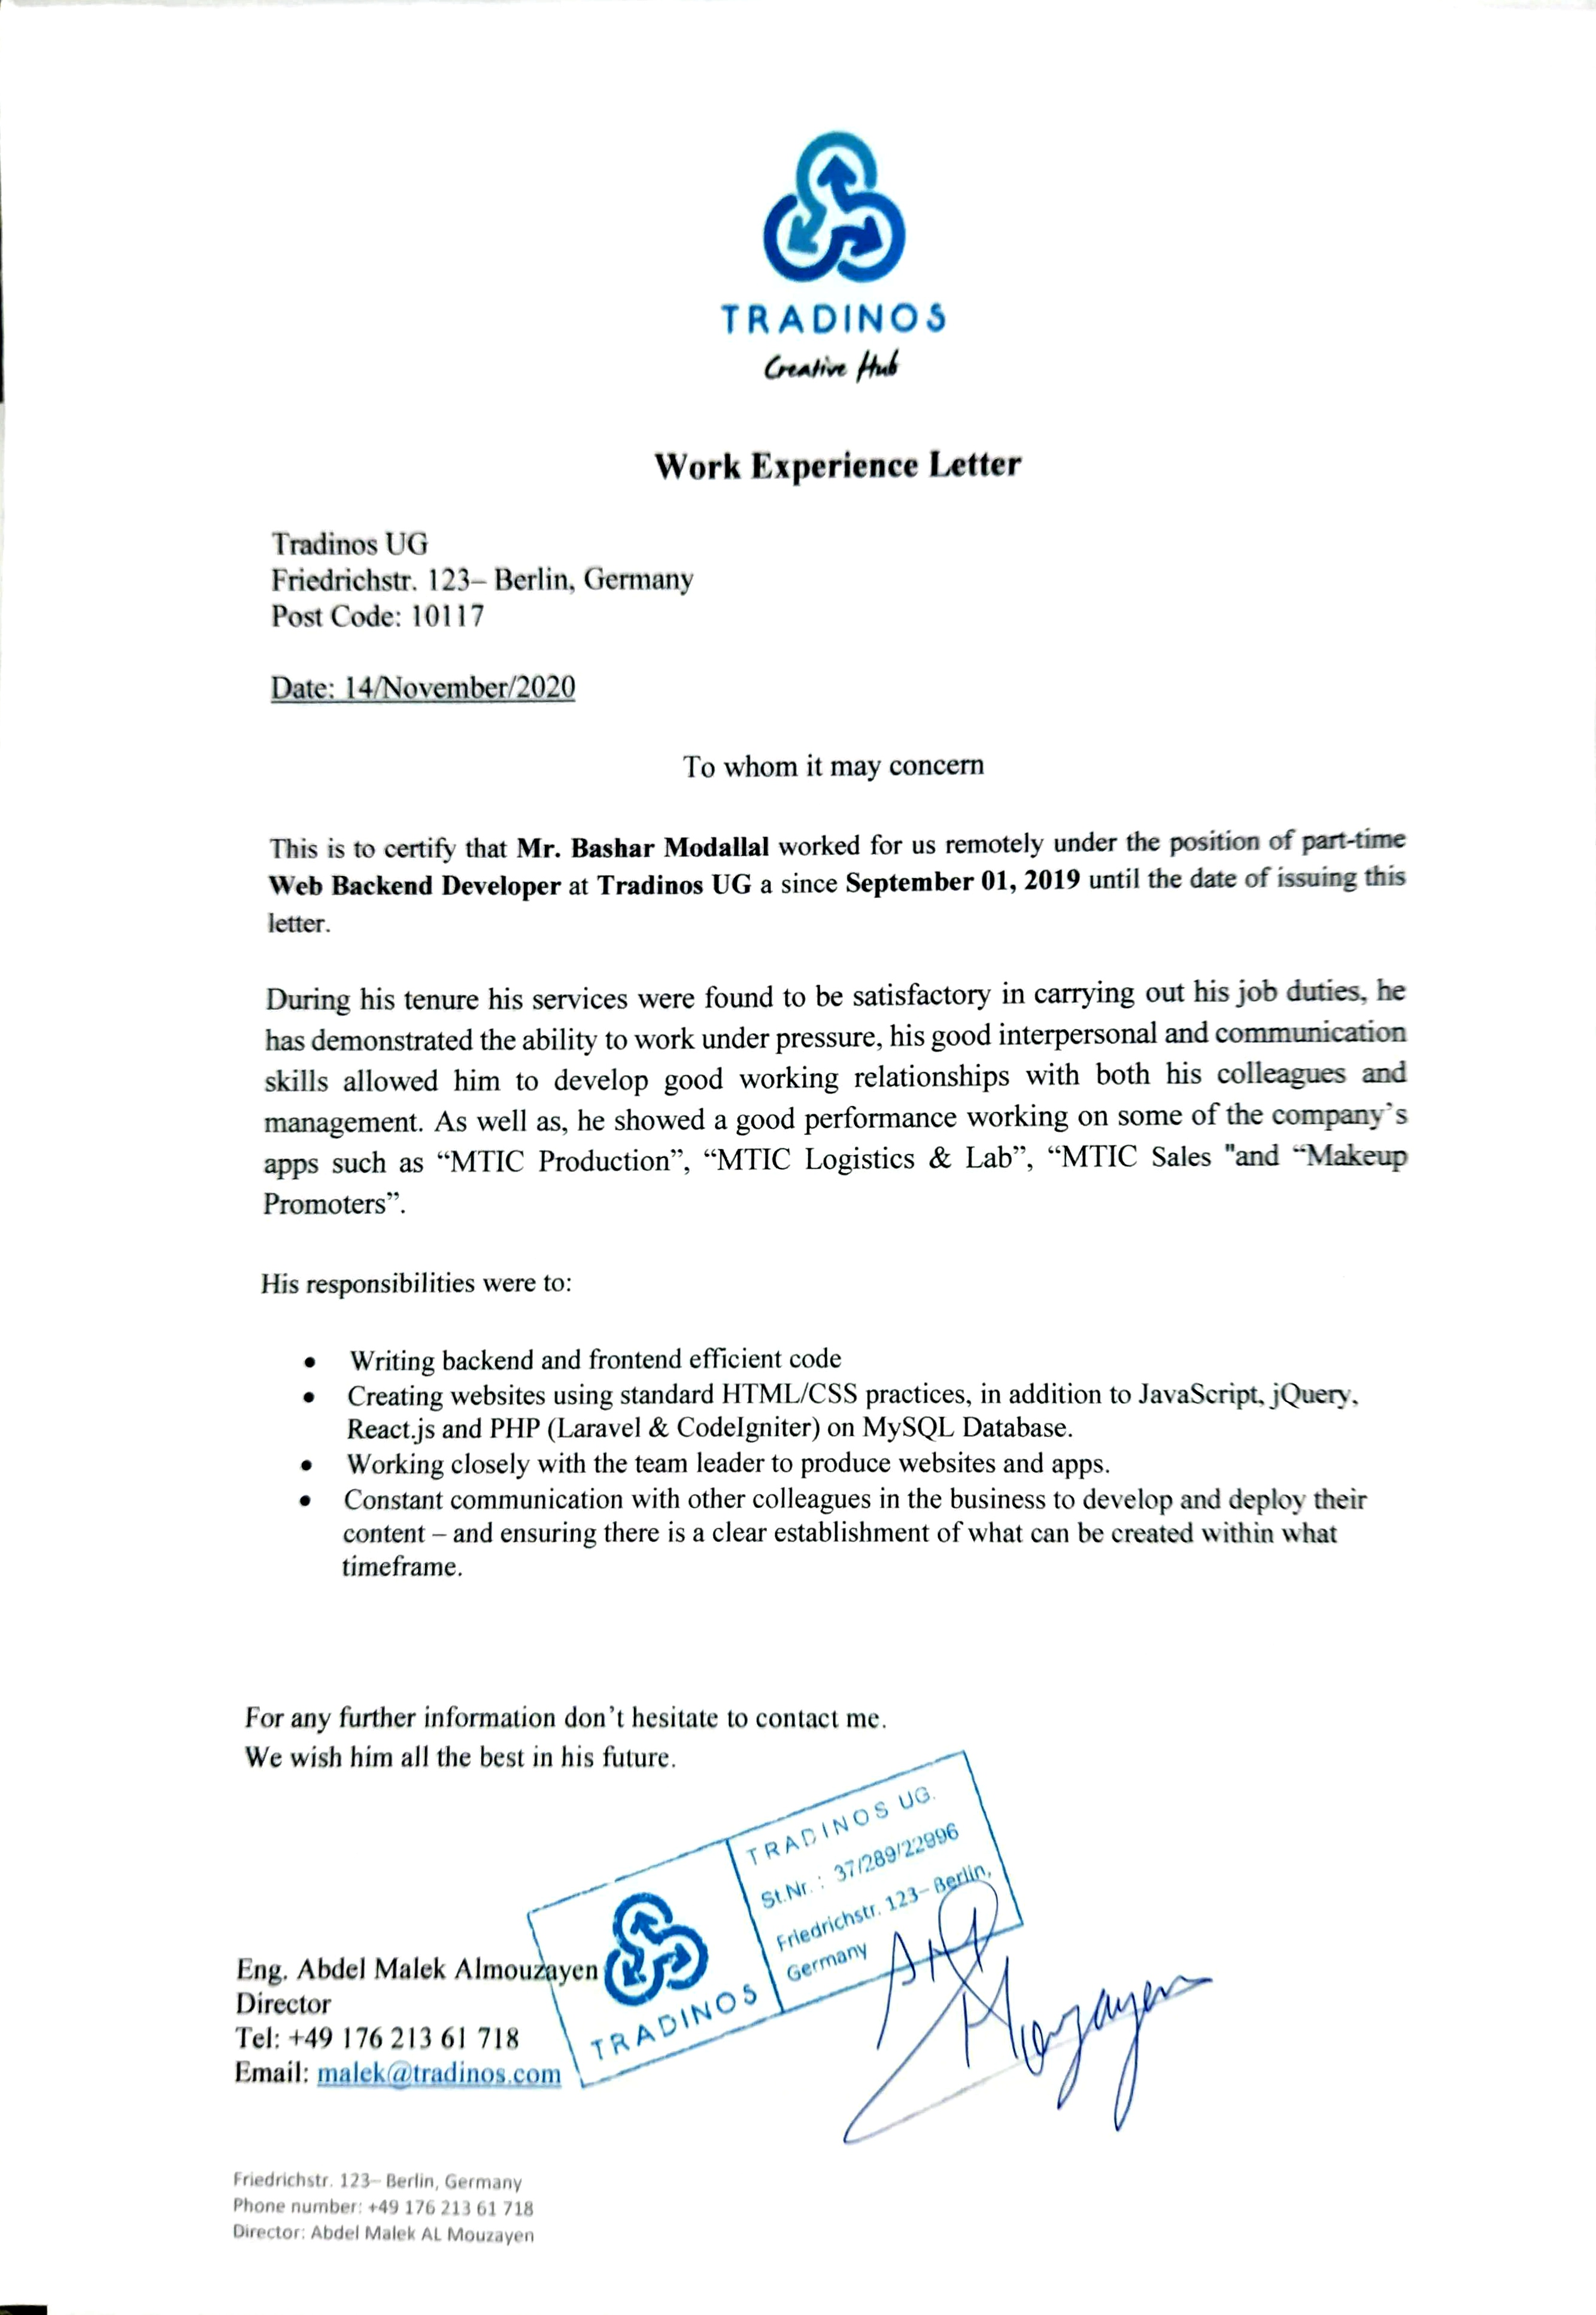 TRADINOS
Creative Hub
Work Experience Letter
Tradinos UG
Friedrichstr. 123– Berlin, Germany
Post Code: 10117
Date: 14/November/2020
To whom it may concern
This is to certify that Mr. Bashar Modallal worked for us remotely under the position of part-time
Web Backend Developer at Tradinos UG a since September 01, 2019 until the date of issuing this
letter.
During his tenure his services were found to be satisfactory in carrying out his job duties, he
has demonstrated the ability to work under pressure, his good interpersonal and communication
skills allowed him to develop good working relationships with both his colleagues and
management. As well as, he showed a good performance working on some of the company’s
apps such as “MTIC Production”, “MTIC Logistics & Lab”, “MTIC Sales "and “Makeup
Promoters”.
His responsibilities were to:
• Writing backend and frontend efficient code
• Creating websites using standard HTML/CSS practices, in addition to JavaScript, jQuery,
React.js and PHP (Laravel & CodeIgniter) on MySQL Database.
• Working closely with the team leader to produce websites and apps.
• Constant communication with other colleagues in the business to develop and deploy their
content – and ensuring there is a clear establishment of what can be created within what
timeframe.
For any further information don’t hesitate to contact me.
We wish him all the best in his future.
TRADINOS UG.
St.Nr. : 37/289/22996
Friedrichstr. 123– Berlin,
Germany
TRADINOS
Eng. Abdel Malek Almouzayen
Director
Tel: +49 176 213 61 718
Email: malek@tradinos.com
Friedrichstr. 123– Berlin, Germany
Phone number: +49 176 213 61 718
Director: Abdel Malek AL Mouzayen